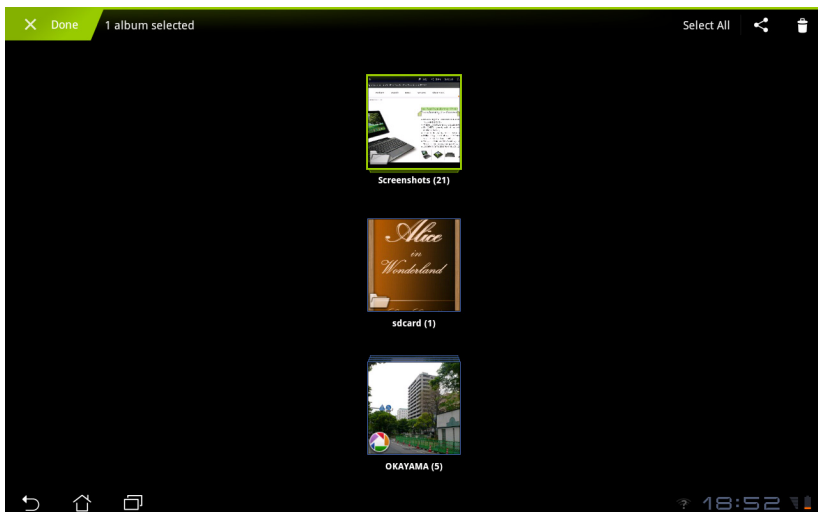 Done
1 album selected
Select All
Screenshots (21)
Alice
in
Wonderland
sdcard (1)
OKAYAMA (5)
18:52